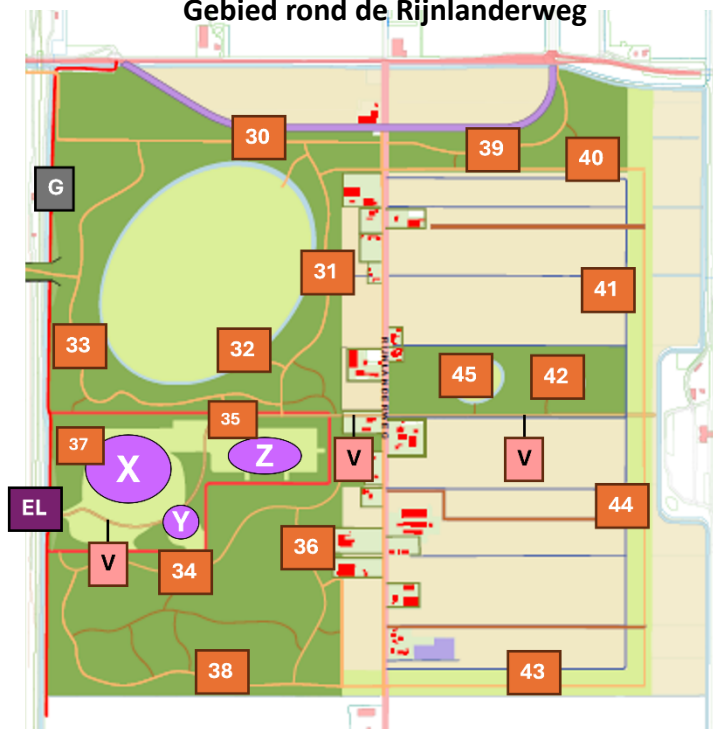 Gebied rond de Rijnlanderweg
30
39
40
G
31
41
33
32
RIJNLANDERWEG
45
42
35
37
X
Z
V
V
EL
Y
44
36
V
34
38
43